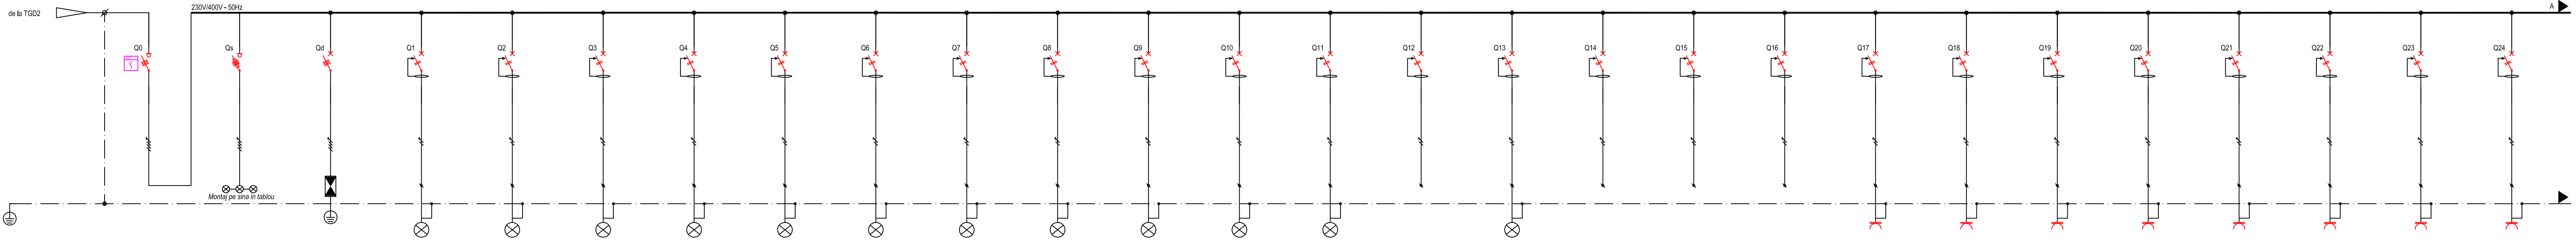 de la TGD2
230V/400V - 50Hz
A
Q0
Qs
Qd
Q1
Q2
Q3
Q4
Q5
Q6
Q7
Q8
Q9
Q10
Q11
Q12
Q13
Q14
Q15
Q16
Q17
Q18
Q19
Q20
Q21
Q22
Q23
Q24
Montaj pe sina in tablou